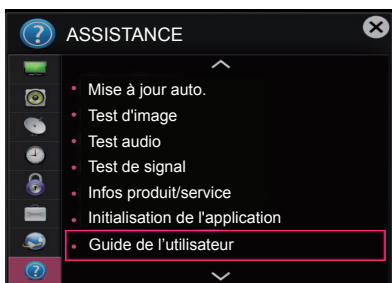 ASSISTANCE
Mise à jour auto.
Test d'image
Test audio
Test de signal
Infos produit/service
Initialisation de l'application
Guide de l’utilisateur